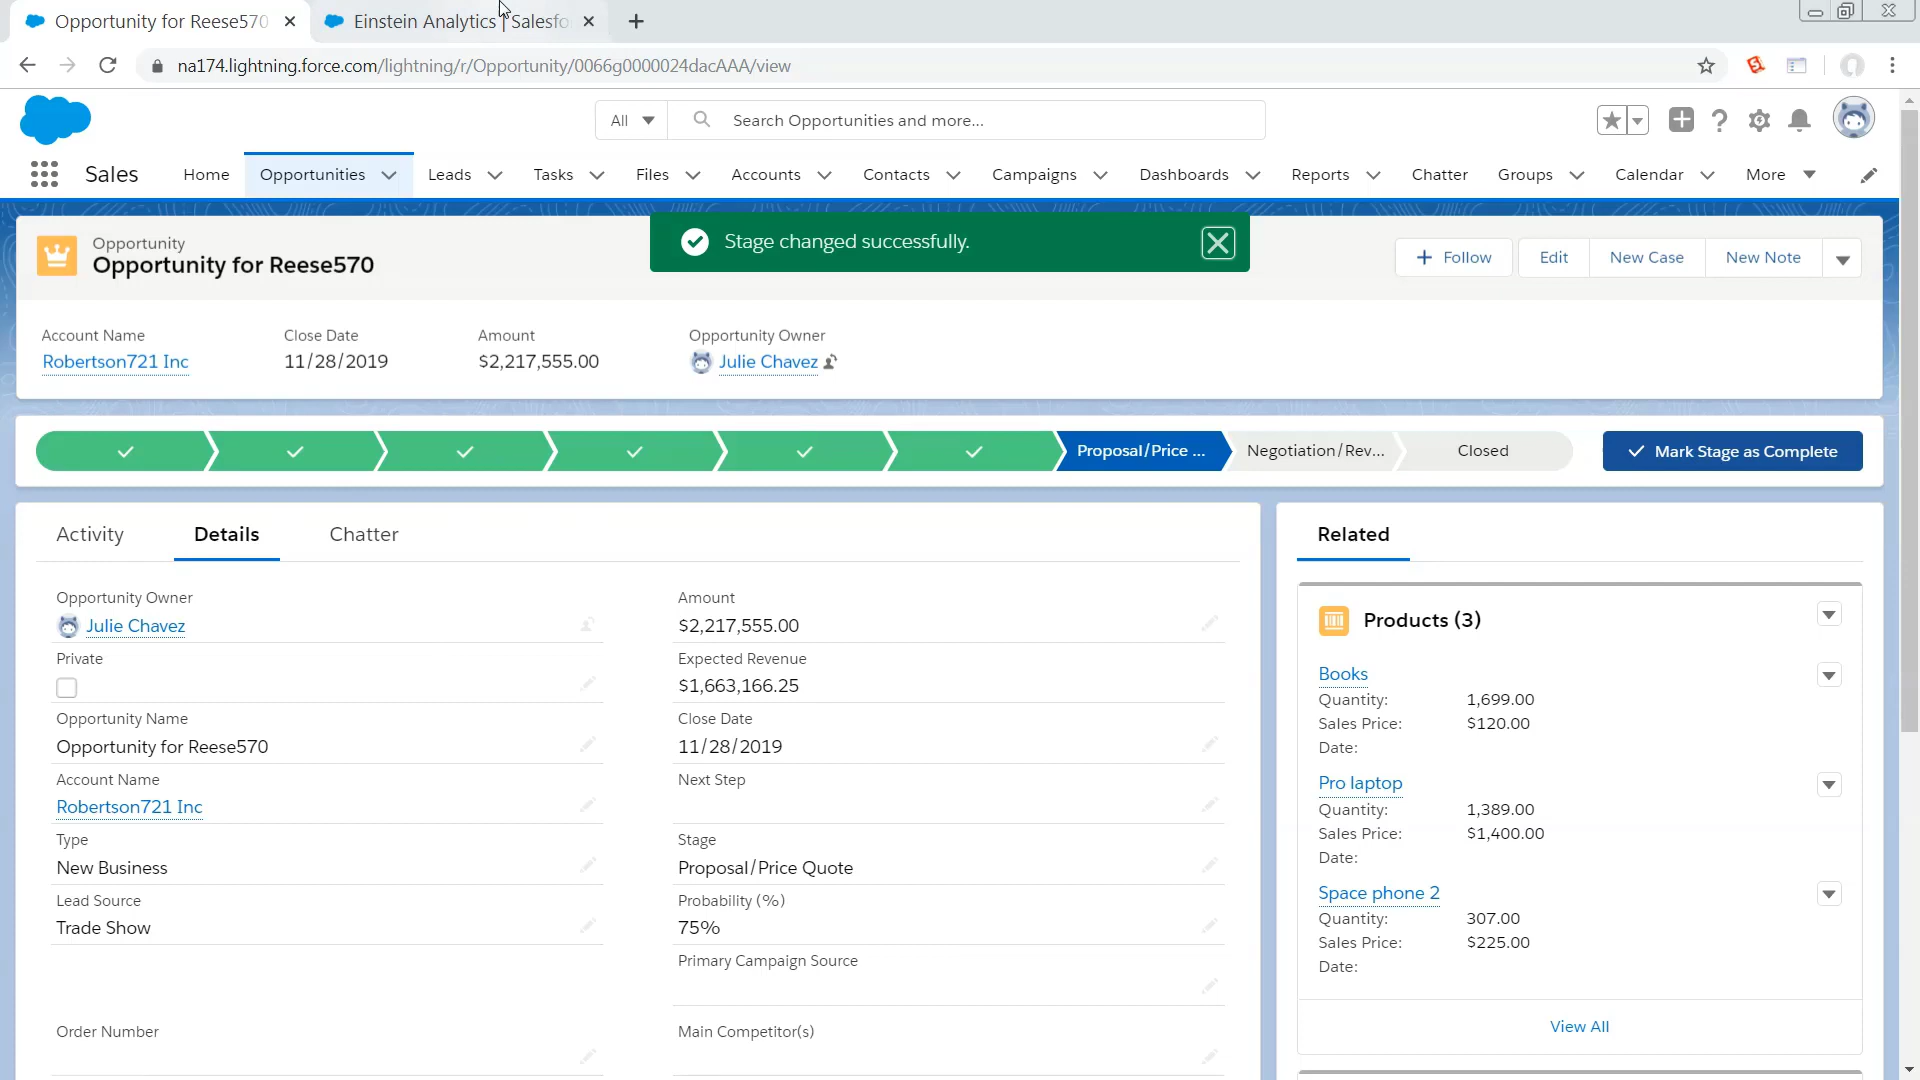 Opportunity for Reese570
Einstein Analytics | Salesfo
na174.lightning.force.com/lightning/r/Opportunity/0066g0000024dacAAA/view
All
Search Opportunities and more...
Sales
Home
Opportunities
Leads
Tasks
Files
Accounts
Contacts
Campaigns
Dashboards
Reports
Chatter
Groups
Calendar
More
Opportunity
Opportunity for Reese570
Stage changed successfully.
Follow
Edit
New Case
New Note
Account Name
Close Date
Amount
Opportunity Owner
Robertson721 Inc
11/28/2019
$2,217,555.00
Julie Chavez
Proposal/Price ...
Negotiation/Rev...
Closed
Mark Stage as Complete
Activity
Details
Chatter
Related
Opportunity Owner
Julie Chavez
Amount
$2,217,555.00
Private
Expected Revenue
$1,663,166.25
Opportunity Name
Opportunity for Reese570
Close Date
11/28/2019
Account Name
Robertson721 Inc
Next Step
Type
New Business
Stage
Proposal/Price Quote
Lead Source
Trade Show
Probability (%)
75%
Primary Campaign Source
Order Number
Main Competitor(s)
Products (3)
Books
Quantity: 1,699.00
Sales Price: $120.00
Date:
Pro laptop
Quantity: 1,389.00
Sales Price: $1,400.00
Date:
Space phone 2
Quantity: 307.00
Sales Price: $225.00
Date:
View All